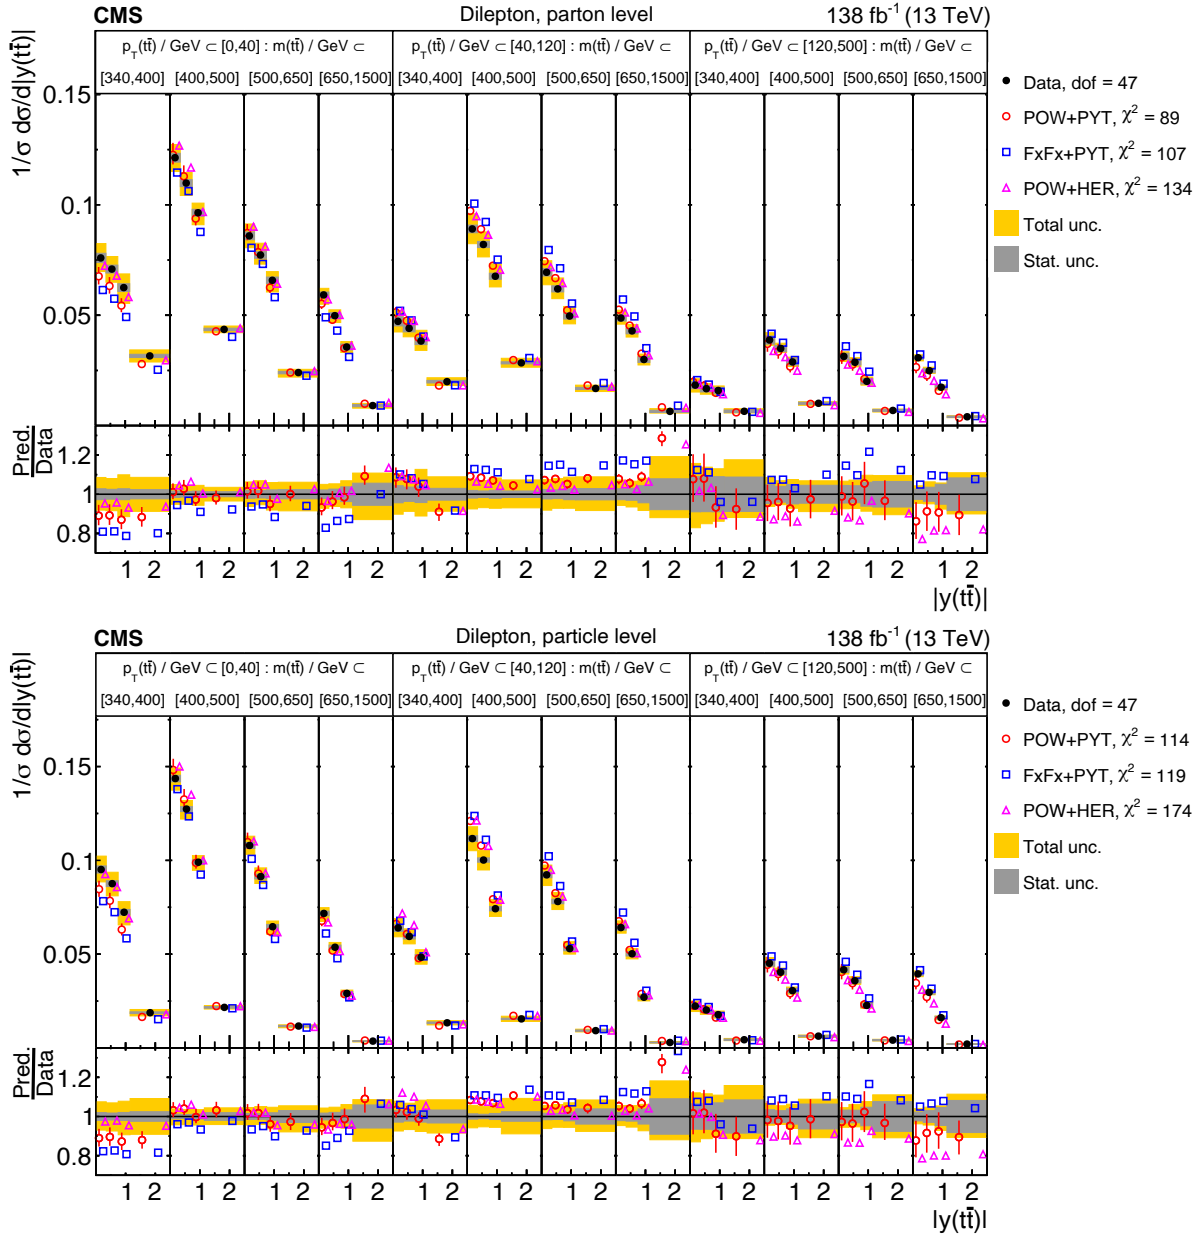 CMS Dilepton, parton level 138 fb⁻¹ (13 TeV)
p_T(tt̄) / GeV ⊂ [0,40] : m(tt̄) / GeV ⊂ p_T(tt̄) / GeV ⊂ [40,120] : m(tt̄) / GeV ⊂ p_T(tt̄) / GeV ⊂ [120,500] : m(tt̄) / GeV ⊂
[340,400] [400,500] [500,650] [650,1500] [340,400] [400,500] [500,650] [650,1500] [340,400] [400,500] [500,650] [650,1500]
1/σ dσ/d|y(tt̄)|
0.15
0.1
0.05
Data, dof = 47
POW+PYT, χ² = 89
FxFx+PYT, χ² = 107
POW+HER, χ² = 134
Total unc.
Stat. unc.
Pred.
Data
1.2
1
0.8
1 2 1 2 1 2 1 2 1 2 1 2 1 2 1 2 1 2 1 2 1 2 1 2
|y(tt̄)|
CMS Dilepton, particle level 138 fb⁻¹ (13 TeV)
p_T(tt̄) / GeV ⊂ [0,40] : m(tt̄) / GeV ⊂ p_T(tt̄) / GeV ⊂ [40,120] : m(tt̄) / GeV ⊂ p_T(tt̄) / GeV ⊂ [120,500] : m(tt̄) / GeV ⊂
[340,400] [400,500] [500,650] [650,1500] [340,400] [400,500] [500,650] [650,1500] [340,400] [400,500] [500,650] [650,1500]
1/σ dσ/d|y(tt̄)|
0.15
0.1
0.05
Data, dof = 47
POW+PYT, χ² = 114
FxFx+PYT, χ² = 119
POW+HER, χ² = 174
Total unc.
Stat. unc.
Pred.
Data
1.2
1
0.8
1 2 1 2 1 2 1 2 1 2 1 2 1 2 1 2 1 2 1 2 1 2 1 2
|y(tt̄)|